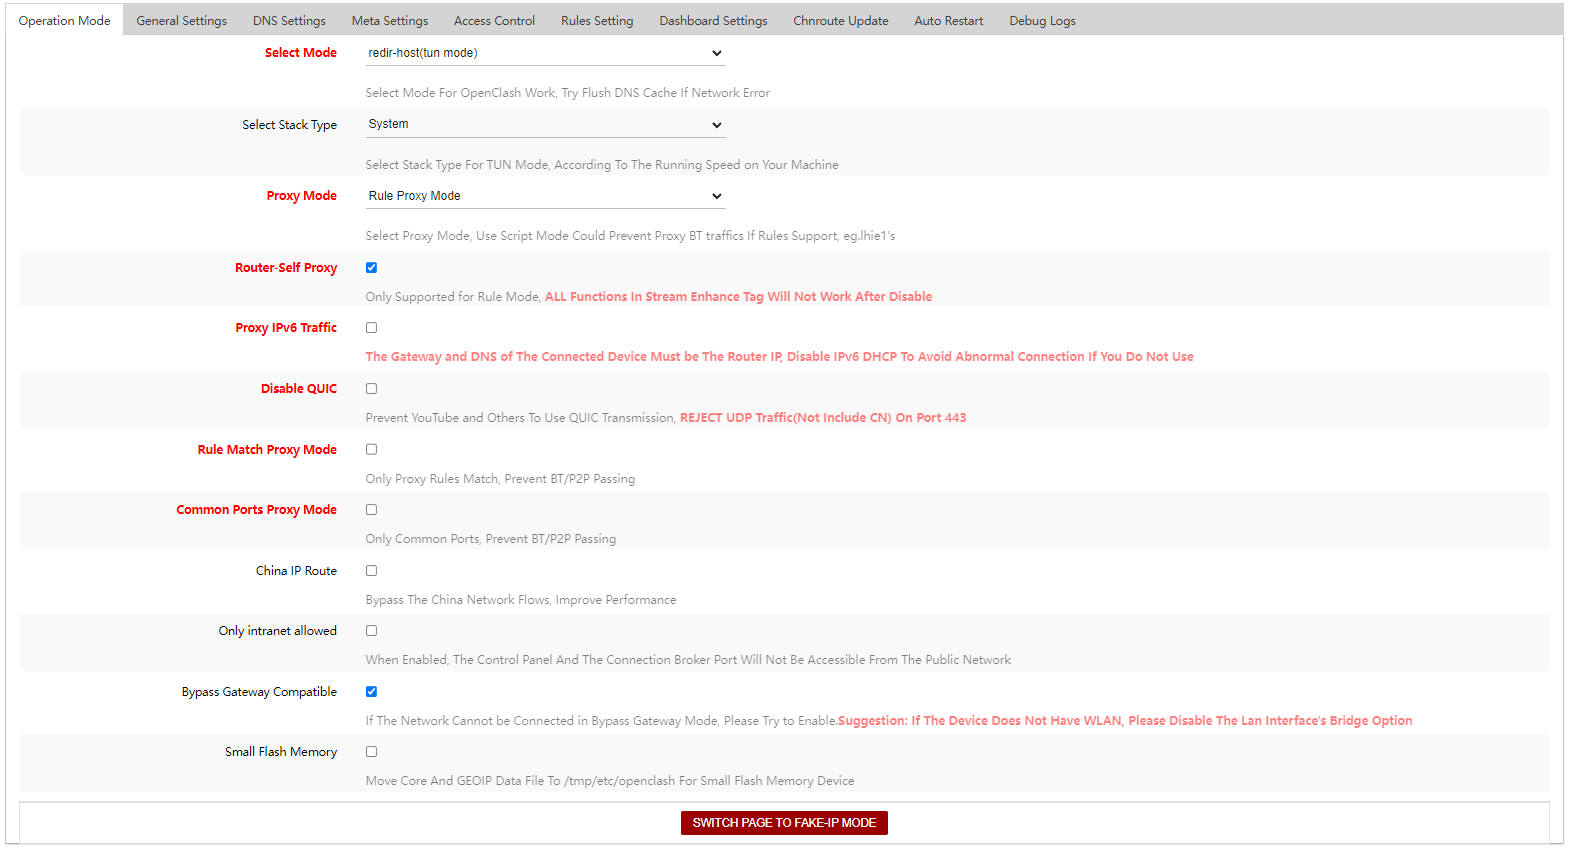 Operation Mode General Settings DNS Settings Meta Settings Access Control Rules Setting Dashboard Settings Chnroute Update Auto Restart Debug Logs
Select Mode redir-host(tun mode)
Select Mode For OpenClash Work, Try Flush DNS Cache If Network Error
Select Stack Type System
Select Stack Type For TUN Mode, According To The Running Speed on Your Machine
Proxy Mode Rule Proxy Mode
Select Proxy Mode, Use Script Mode Could Prevent Proxy BT traffics If Rules Support, eg.lhie1's
Router-Self Proxy
Only Supported for Rule Mode, ALL Functions In Stream Enhance Tag Will Not Work After Disable
Proxy IPv6 Traffic
The Gateway and DNS of The Connected Device Must be The Router IP, Disable IPv6 DHCP To Avoid Abnormal Connection If You Do Not Use
Disable QUIC
Prevent YouTube and Others To Use QUIC Transmission, REJECT UDP Traffic(Not Include CN) On Port 443
Rule Match Proxy Mode
Only Proxy Rules Match, Prevent BT/P2P Passing
Common Ports Proxy Mode
Only Common Ports, Prevent BT/P2P Passing
China IP Route
Bypass The China Network Flows, Improve Performance
Only intranet allowed
When Enabled, The Control Panel And The Connection Broker Port Will Not Be Accessible From The Public Network
Bypass Gateway Compatible
If The Network Cannot be Connected in Bypass Gateway Mode, Please Try to Enable.Suggestion: If The Device Does Not Have WLAN, Please Disable The Lan Interface's Bridge Option
Small Flash Memory
Move Core And GEOIP Data File To /tmp/etc/openclash For Small Flash Memory Device
SWITCH PAGE TO FAKE-IP MODE